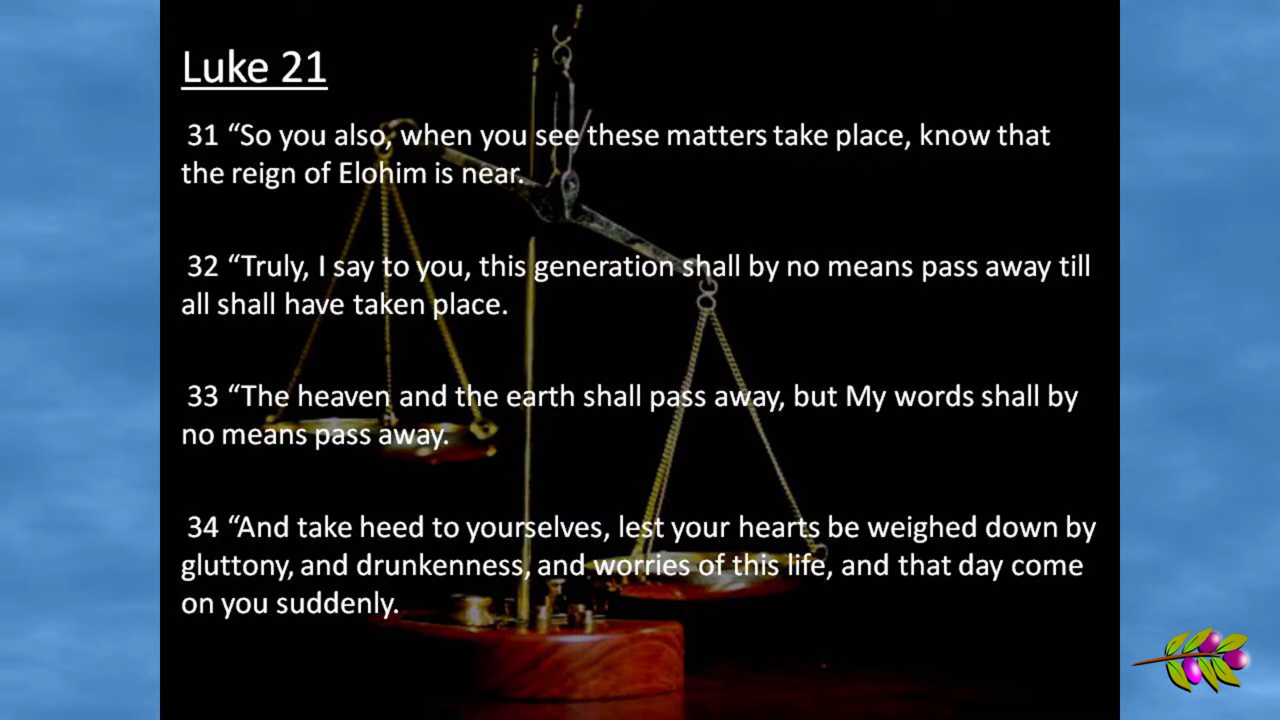 Luke 21
31 “So you also, when you see these matters take place, know that
the reign of Elohim is near.
32 “Truly, I say to you, this generation shall by no means pass away till
all shall have taken place.
33 “The heaven and the earth shall pass away, but My words shall by
no means pass away.
34 “And take heed to yourselves, lest your hearts be weighed down by
gluttony, and drunkenness, and worries of this life, and that day come
on you suddenly.